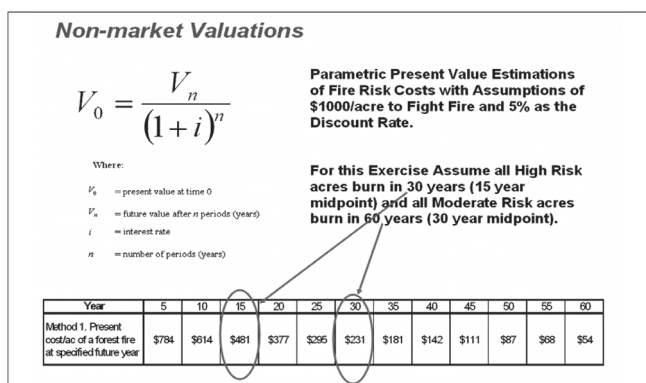 Non-market Valuations
V₀ = Vₙ / (1 + i)ⁿ
Parametric Present Value Estimations
of Fire Risk Costs with Assumptions of
$1000/acre to Fight Fire and 5% as the
Discount Rate.
Where:
V₀ = present value at time 0
Vₙ = future value after n periods (years)
i = interest rate
n = number of periods (years)
For this Exercise Assume all High Risk
acres burn in 30 years (15 year
midpoint) and all Moderate Risk acres
burn in 60 years (30 year midpoint).
Year 5 10 15 20 25 30 35 40 45 50 55 60
Method 1. Present
cost/ac of a forest fire $784 $614 $481 $377 $295 $231 $181 $142 $111 $87 $68 $54
at specified future year